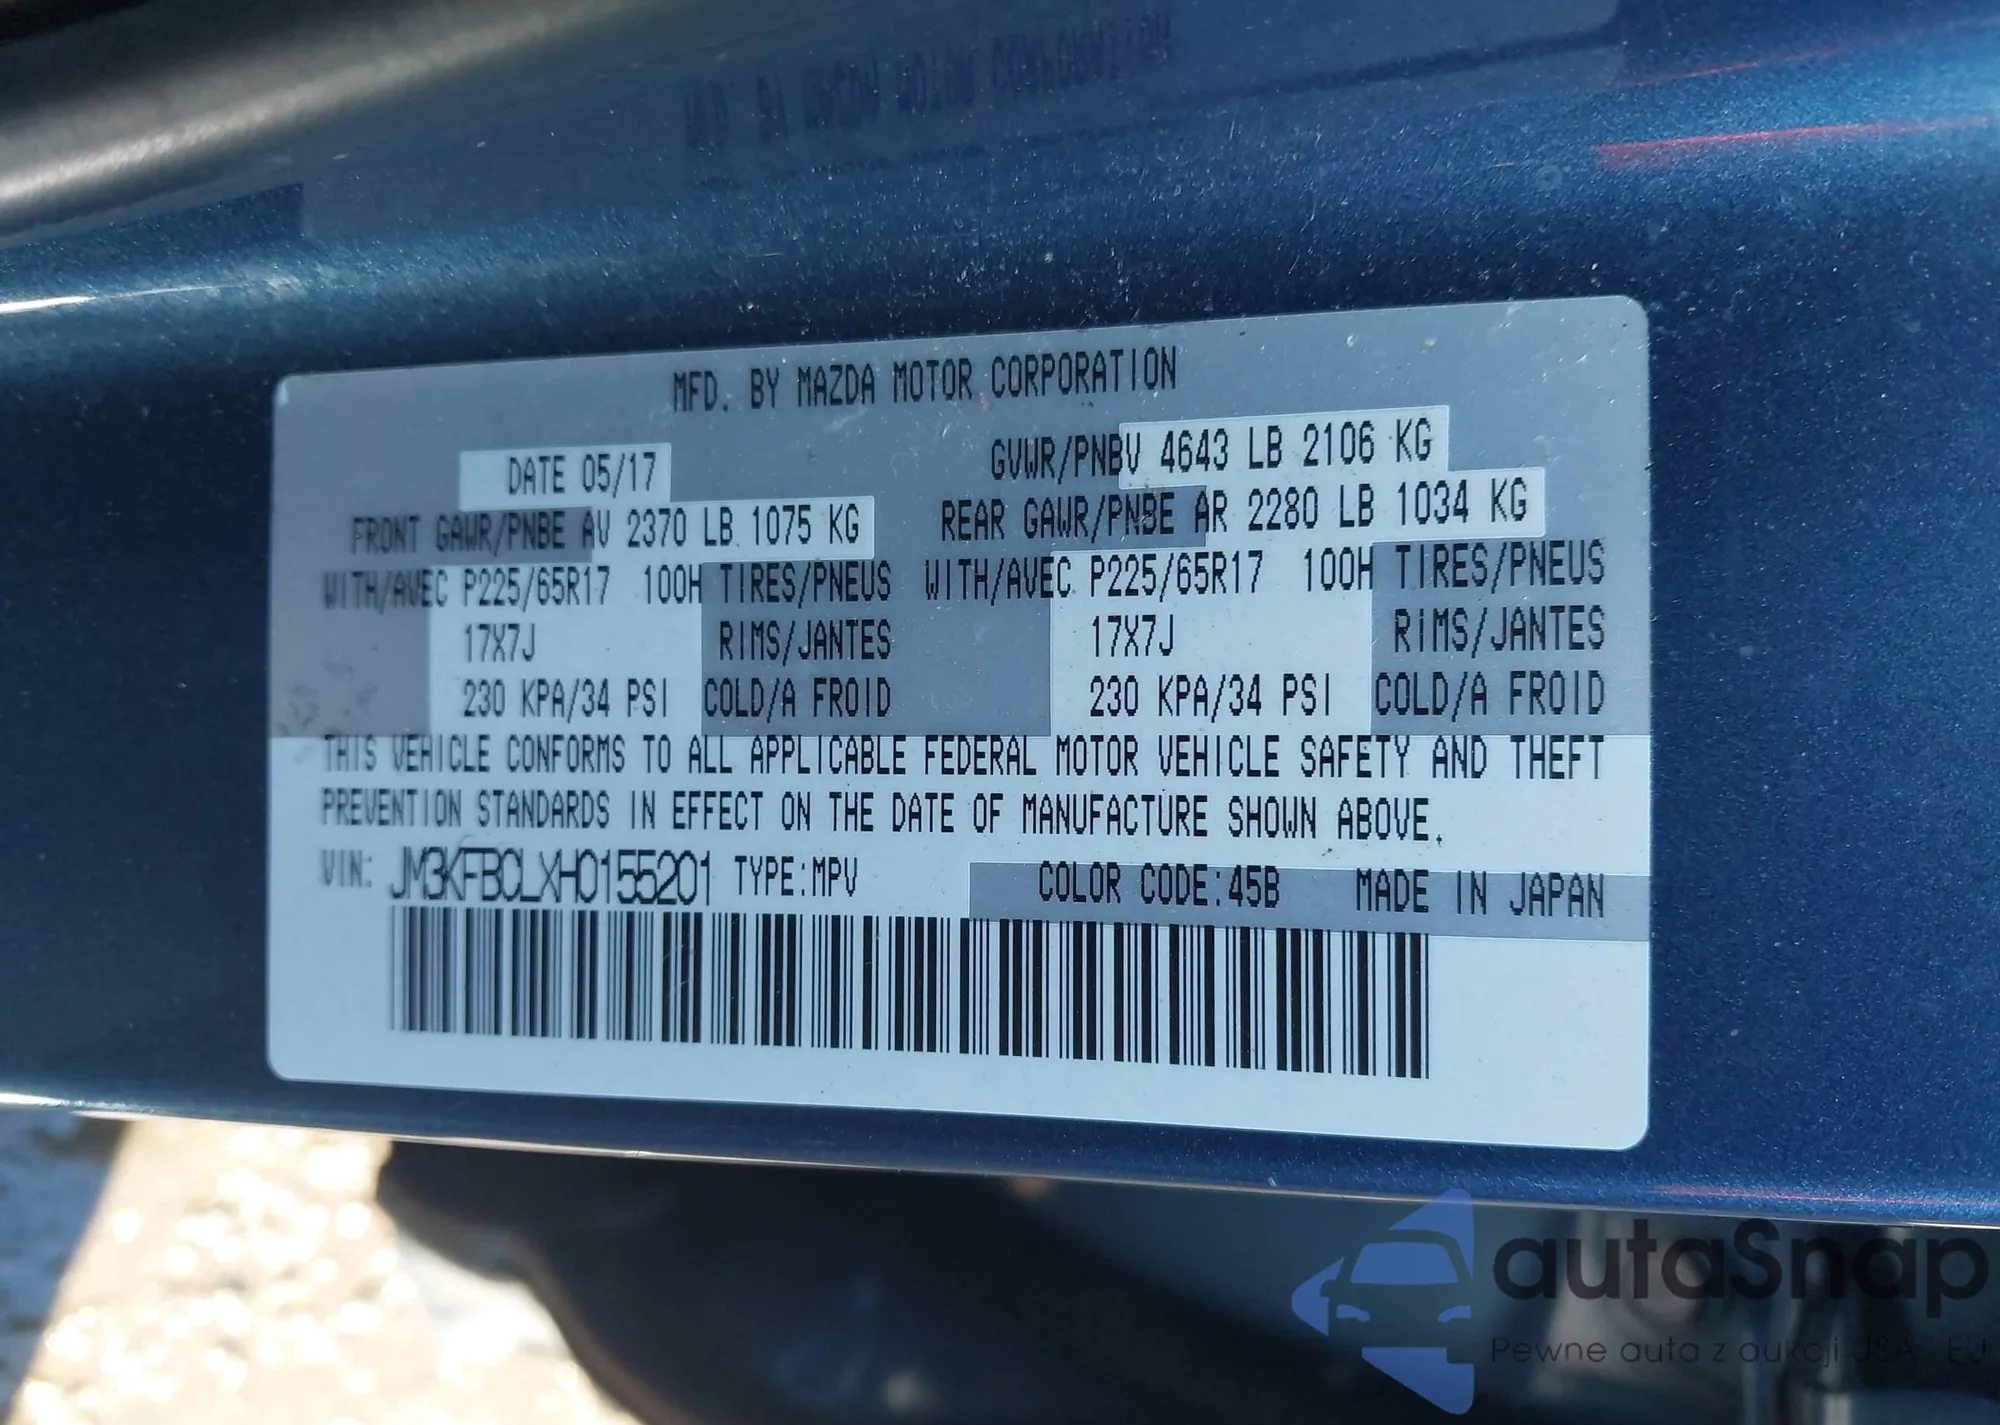 MFD. BY MAZDA MOTOR CORPORATION
DATE 05/17 GVWR/PNBV 4643 LB 2106 KG
FRONT GAWR/PNBE AV 2370 LB 1075 KG REAR GAWR/PNBE AR 2280 LB 1034 KG
WITH/AVEC P225/65R17 100H TIRES/PNEUS WITH/AVEC P225/65R17 100H TIRES/PNEUS
17X7J RIMS/JANTES 17X7J RIMS/JANTES
230 KPA/34 PSI COLD/A FROID 230 KPA/34 PSI COLD/A FROID
THIS VEHICLE CONFORMS TO ALL APPLICABLE FEDERAL MOTOR VEHICLE SAFETY AND THEFT
PREVENTION STANDARDS IN EFFECT ON THE DATE OF MANUFACTURE SHOWN ABOVE.
VIN: JM3KFBCLXH0155201 TYPE:MPV COLOR CODE:45B MADE IN JAPAN
autaSnap
Pewne auta z aukcji USA i EU